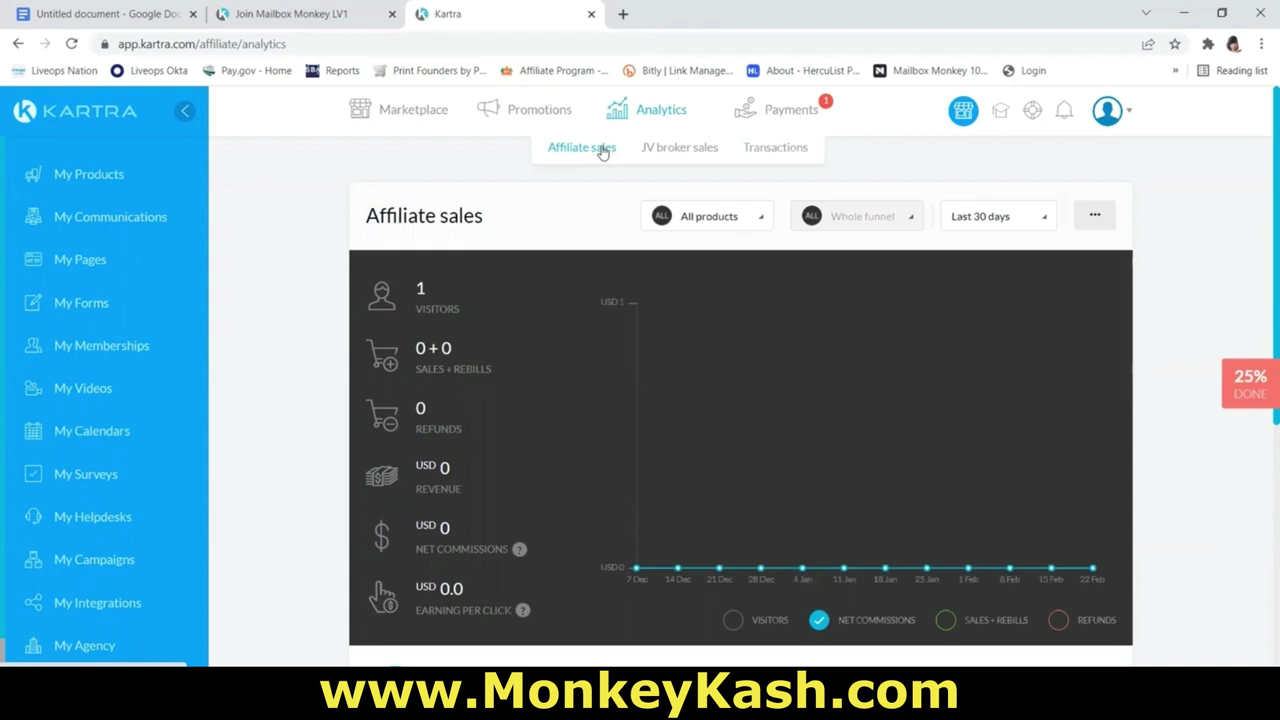 Untitled document - Google Doc
Join Mailbox Monkey LV1
Kartra
app.kartra.com/affiliate/analytics
Liveops Nation
Liveops Okta
Pay.gov - Home
SBA
Reports
Print Founders by P...
Affiliate Program -...
Bitly | Link Manage...
HL
About - HercuList P...
Mailbox Monkey 10...
Login
»
Reading list
KARTRA
Marketplace
Promotions
Analytics
Payments
1
Affiliate sales
JV broker sales
Transactions
My Products
My Communications
My Pages
My Forms
My Memberships
My Videos
My Calendars
My Surveys
My Helpdesks
My Campaigns
My Integrations
My Agency
Affiliate sales
ALL All products
ALL Whole funnel
Last 30 days
...
1
VISITORS
0 + 0
SALES + REBILLS
0
REFUNDS
USD 0
REVENUE
USD 0
NET COMMISSIONS ?
USD 0.0
EARNING PER CLICK ?
USD 1
USD 0
7 Dec 14 Dec 21 Dec 28 Dec 4 Jan 11 Jan 18 Jan 25 Jan 1 Feb 8 Feb 15 Feb 22 Feb
VISITORS NET COMMISSIONS SALES + REBILLS REFUNDS
25%
DONE
www.MonkeyKash.com